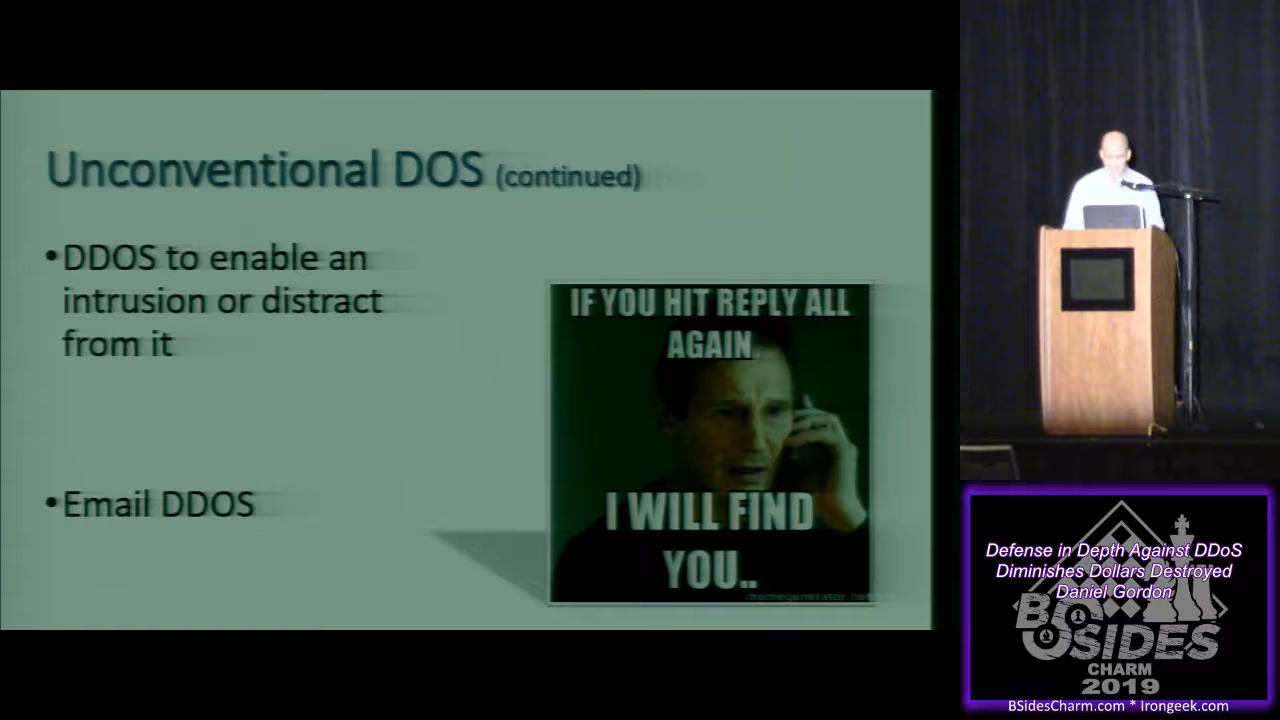 Unconventional DOS (continued)
•DDOS to enable an
intrusion or distract
from it
•Email DDOS
IF YOU HIT REPLY ALL
AGAIN.
I WILL FIND
YOU..
memegenerator.net
Defense in Depth Against DDoS
Diminishes Dollars Destroyed
Daniel Gordon
BSIDES
CHARM
2019
BSidesCharm.com * Irongeek.com